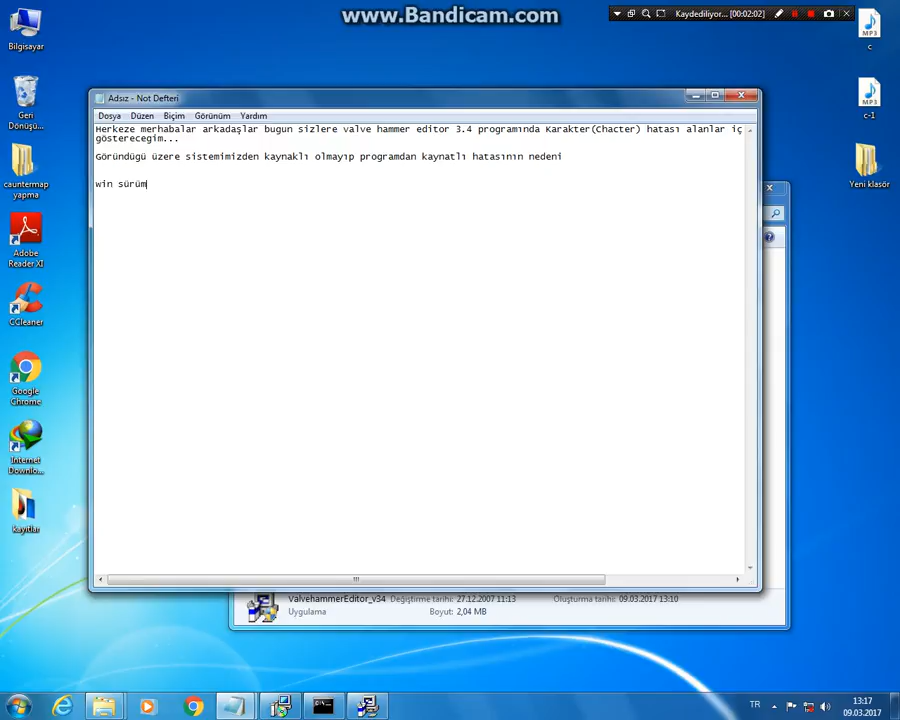 www.Bandicam.com
Kaydediliyor... [00:02:02]
Bilgisayar
Geri
Dönüşü...
cauntermap
yapma
Adobe
Reader XI
CCleaner
Google
Chrome
Internet
Downlo...
kayıtlar
MP3
c
MP3
c-1
Yeni klasör
Adsız - Not Defteri
Dosya Düzen Biçim Görünüm Yardım
Herkeze merhabalar arkadaşlar bugun sizlere valve hammer editor 3.4 programında Karakter(Chacter) hatası alanlar iç
göstereceğim...
Göründügü üzere sistemimizden kaynaklı olmayıp programdan kaynatlı hatasının nedeni
win sürüm
ValvehammerEditor_v34 Değiştirme tarihi: 27.12.2007 11:13 Oluşturma tarihi: 09.03.2017 13:10
Uygulama Boyut: 2,04 MB
TR
13:17
09.03.2017